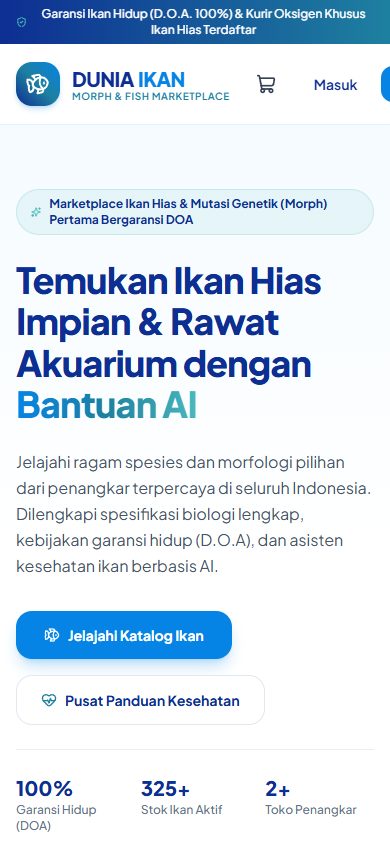 Garansi Ikan Hidup (D.O.A. 100%) & Kurir Oksigen Khusus
Ikan Hias Terdaftar
DUNIA IKAN
MORPH & FISH MARKETPLACE
Masuk
Marketplace Ikan Hias & Mutasi Genetik (Morph)
Pertama Bergaransi DOA
Temukan Ikan Hias
Impian & Rawat
Akuarium dengan
Bantuan AI
Jelajahi ragam spesies dan morfologi pilihan
dari penangkar terpercaya di seluruh Indonesia.
Dilengkapi spesifikasi biologi lengkap,
kebijakan garansi hidup (D.O.A), dan asisten
kesehatan ikan berbasis AI.
Jelajahi Katalog Ikan
Pusat Panduan Kesehatan
100%
Garansi Hidup
(DOA)
325+
Stok Ikan Aktif
2+
Toko Penangkar